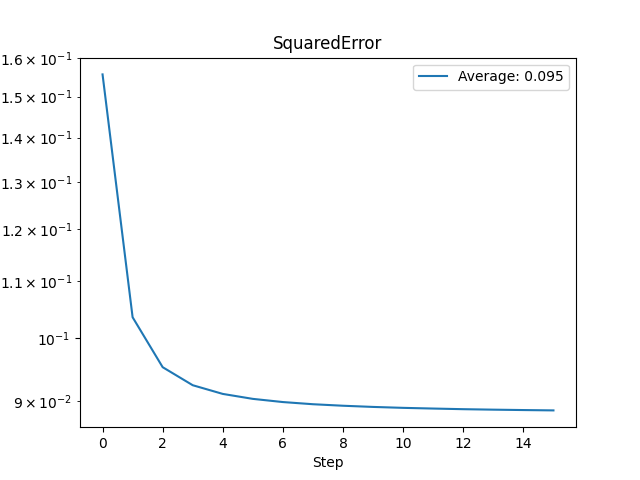 SquaredError
Average: 0.095
1.6 × 10⁻¹
1.5 × 10⁻¹
1.4 × 10⁻¹
1.3 × 10⁻¹
1.2 × 10⁻¹
1.1 × 10⁻¹
10⁻¹
9 × 10⁻²
0 2 4 6 8 10 12 14
Step